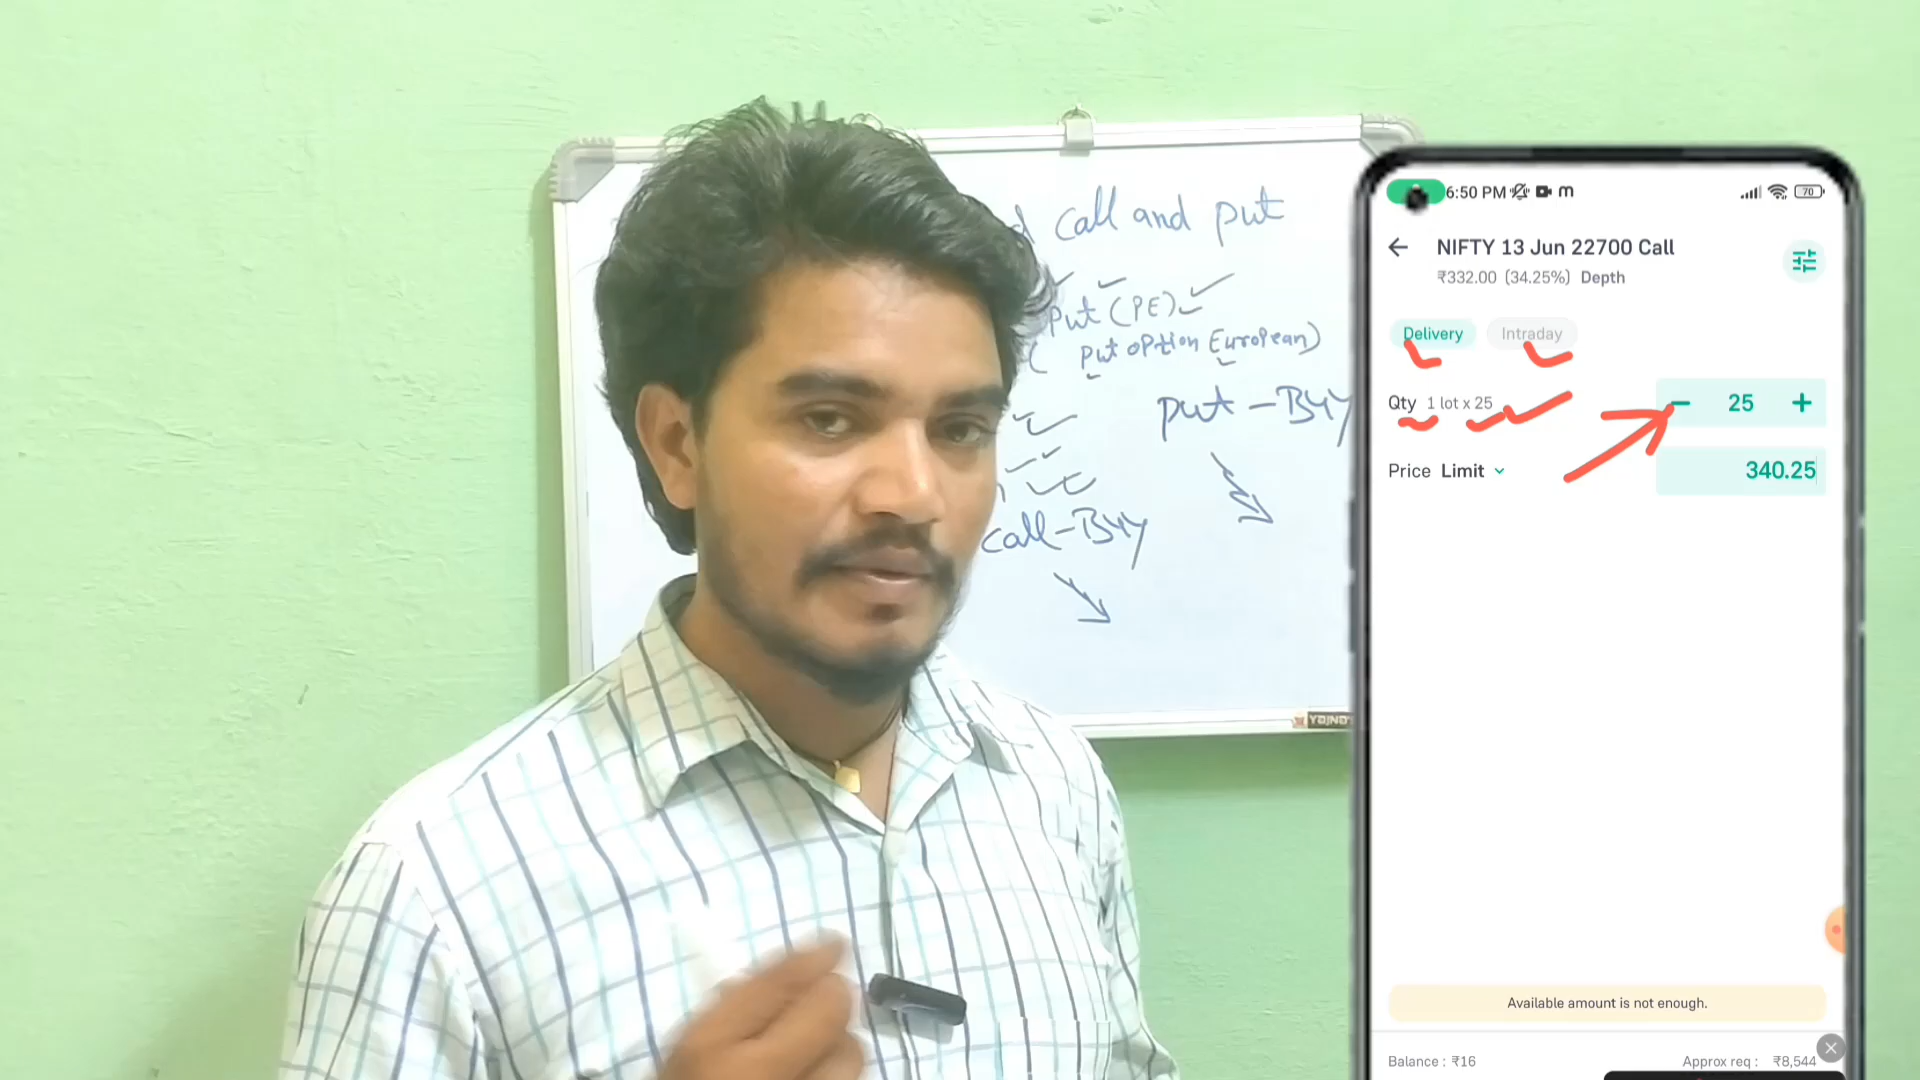 call and put
Put (PE)
( Put option European)
put - Buy
call - Buy
YAJNO'S
6:50 PM m 70
NIFTY 13 Jun 22700 Call
₹332.00 (34.25%) Depth
Delivery Intraday
Qty 1 lot x 25 − 25 +
Price Limit 340.25
Available amount is not enough.
Balance : ₹16 Approx req : ₹8,544